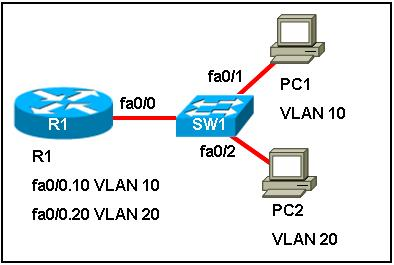 fa0/1
PC1
VLAN 10
fa0/0
R1
SW1
fa0/2
R1
fa0/0.10 VLAN 10
fa0/0.20 VLAN 20
PC2
VLAN 20